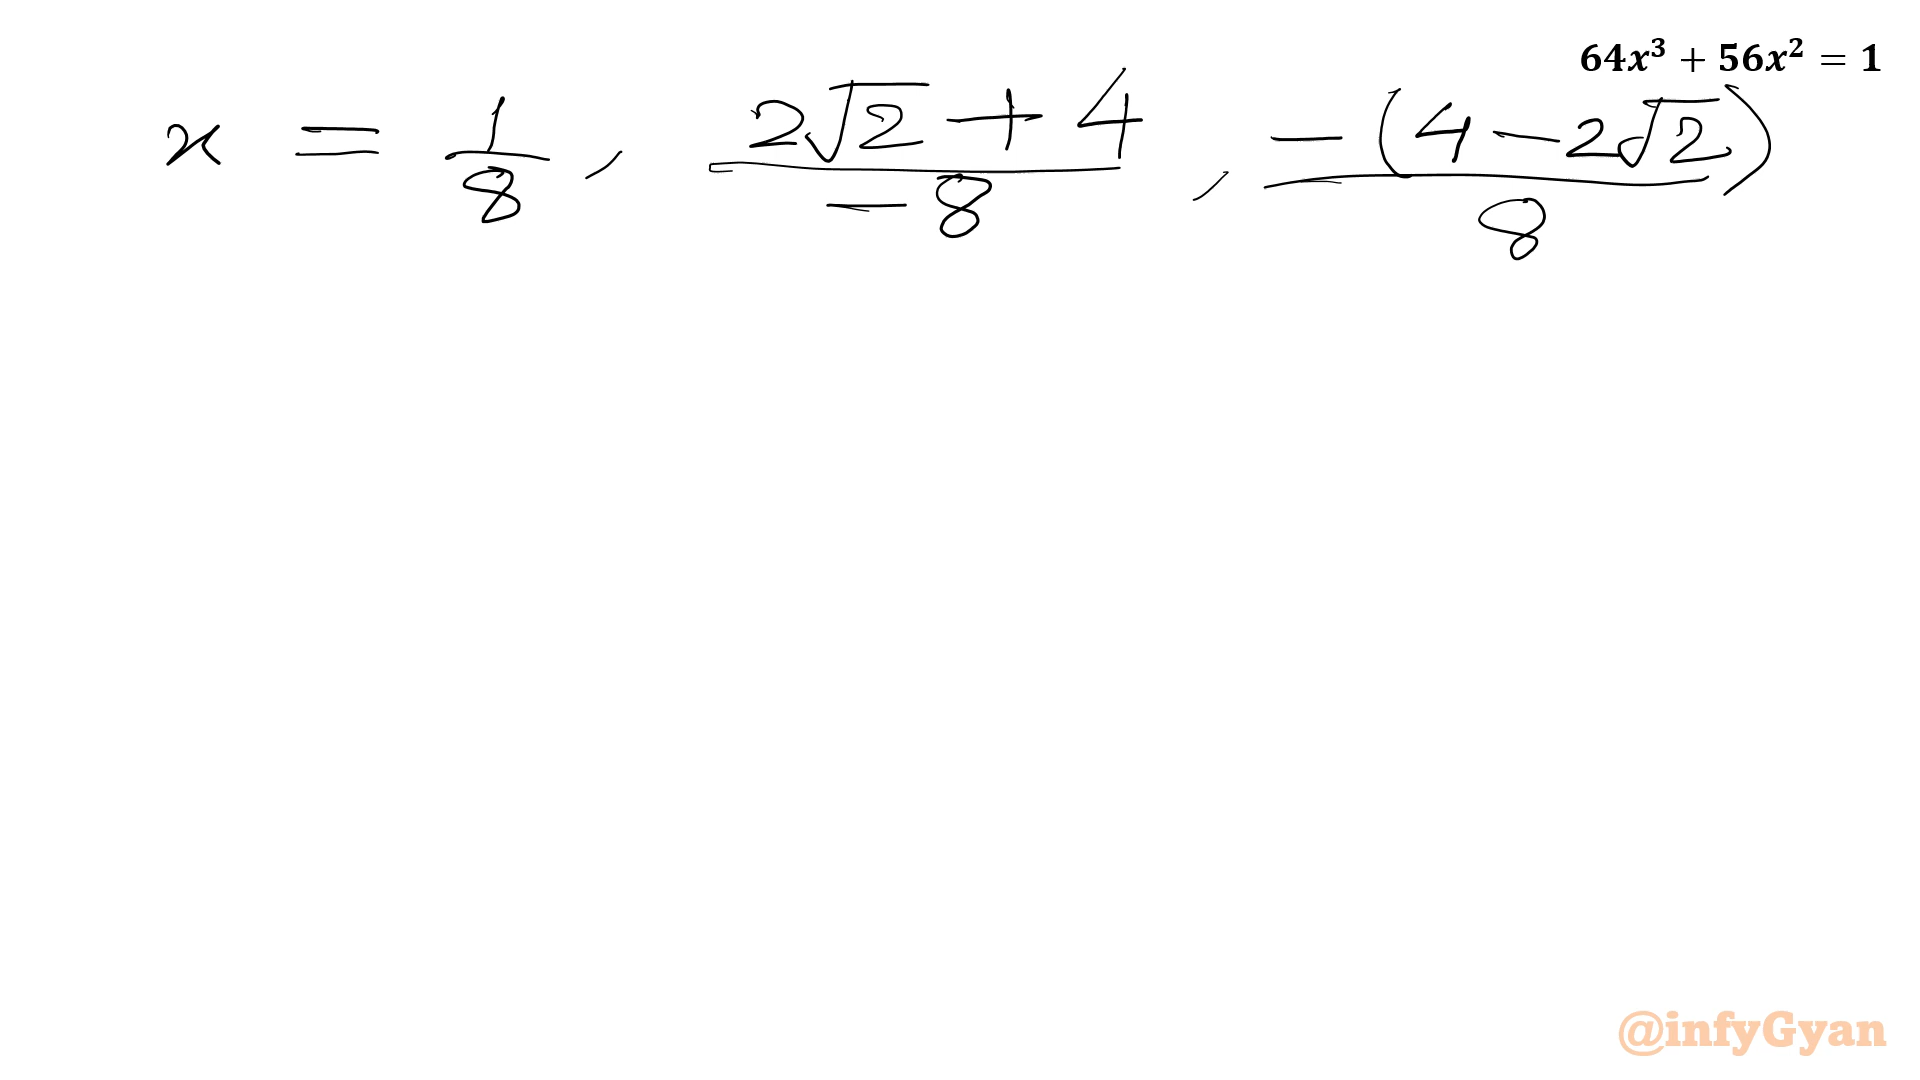 64x³ + 56x² = 1
x = 1/8 , (2√2 + 4)/(−8) , −(4 − 2√2)/8
@infyGyan